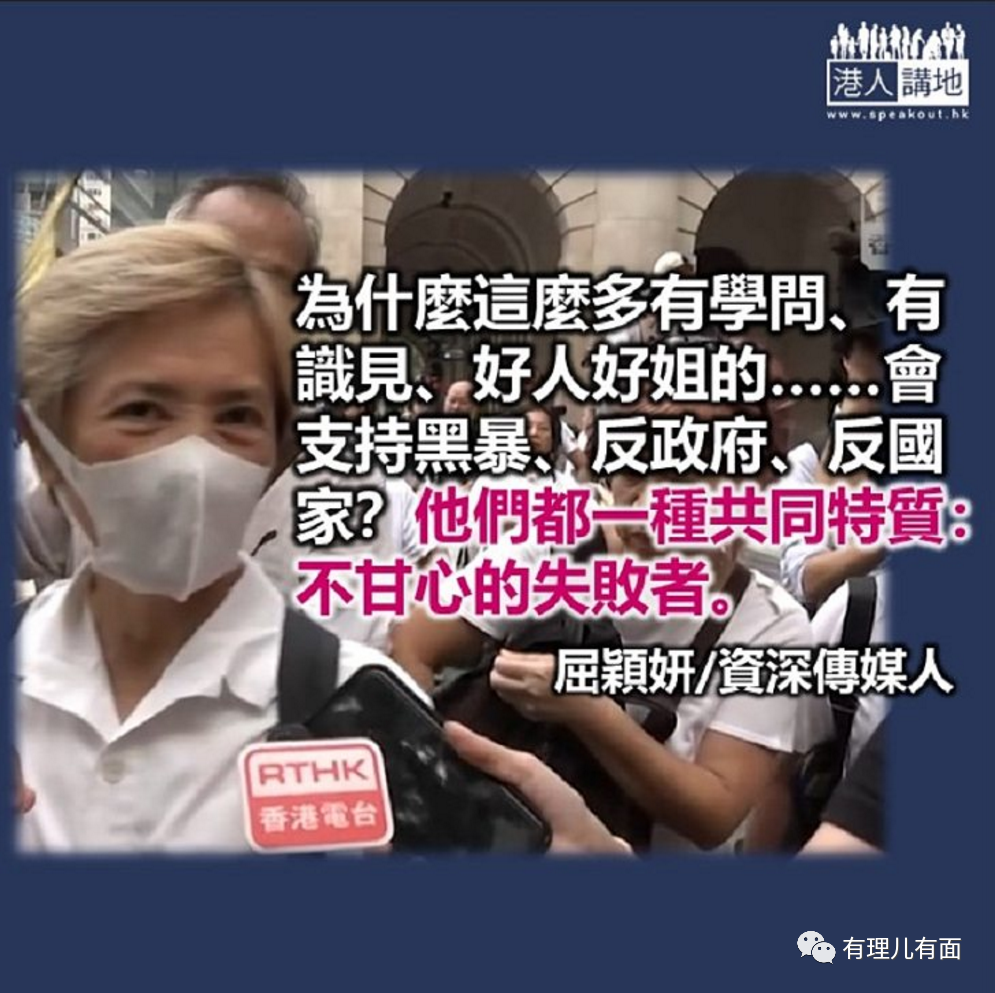 港人講地
www.speakout.hk
為什麼這麼多有學問、有
識見、好人好姐的……會
支持黑暴、反政府、反國
家？他們都一種共同特質：
不甘心的失敗者。
屈穎妍/資深傳媒人
RTHK
香港電台
有理儿有面